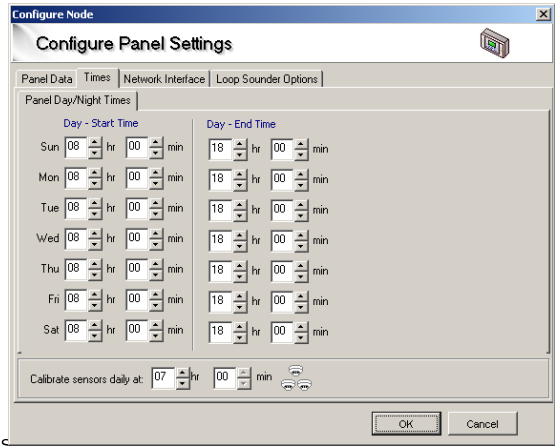 Configure Node
Configure Panel Settings
Panel Data Times Network Interface Loop Sounder Options
Panel Day/Night Times
Day - Start Time Day - End Time
Sun 08 hr 00 min 18 hr 00 min
Mon 08 hr 00 min 18 hr 00 min
Tue 08 hr 00 min 18 hr 00 min
Wed 08 hr 00 min 18 hr 00 min
Thu 08 hr 00 min 18 hr 00 min
Fri 08 hr 00 min 18 hr 00 min
Sat 08 hr 00 min 18 hr 00 min
Calibrate sensors daily at: 07 hr 00 min
OK Cancel
s